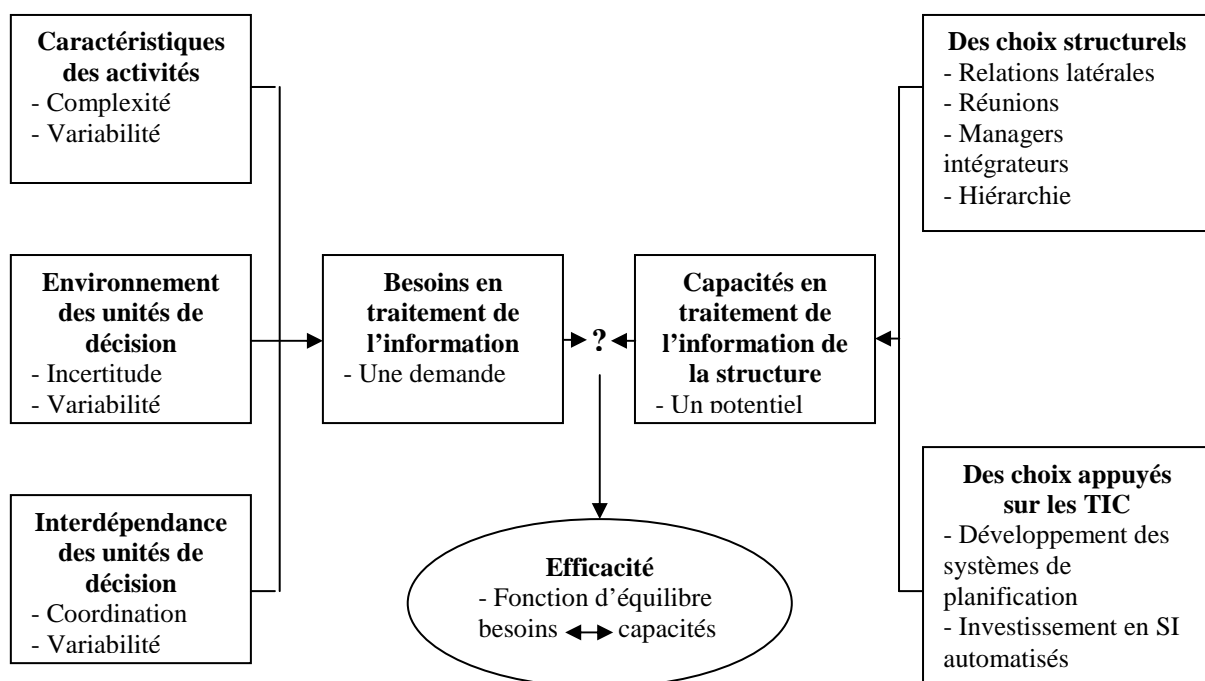 Caractéristiques
des activités
- Complexité
- Variabilité
Environnement
des unités de
décision
- Incertitude
- Variabilité
Interdépendance
des unités de
décision
- Coordination
- Variabilité
Besoins en
traitement de
l’information
- Une demande
?
Capacités en
traitement de
l’information de
la structure
- Un potentiel
Efficacité
- Fonction d’équilibre
besoins ◄─► capacités
Des choix structurels
- Relations latérales
- Réunions
- Managers
intégrateurs
- Hiérarchie
Des choix appuyés
sur les TIC
- Développement des
systèmes de
planification
- Investissement en SI
automatisés